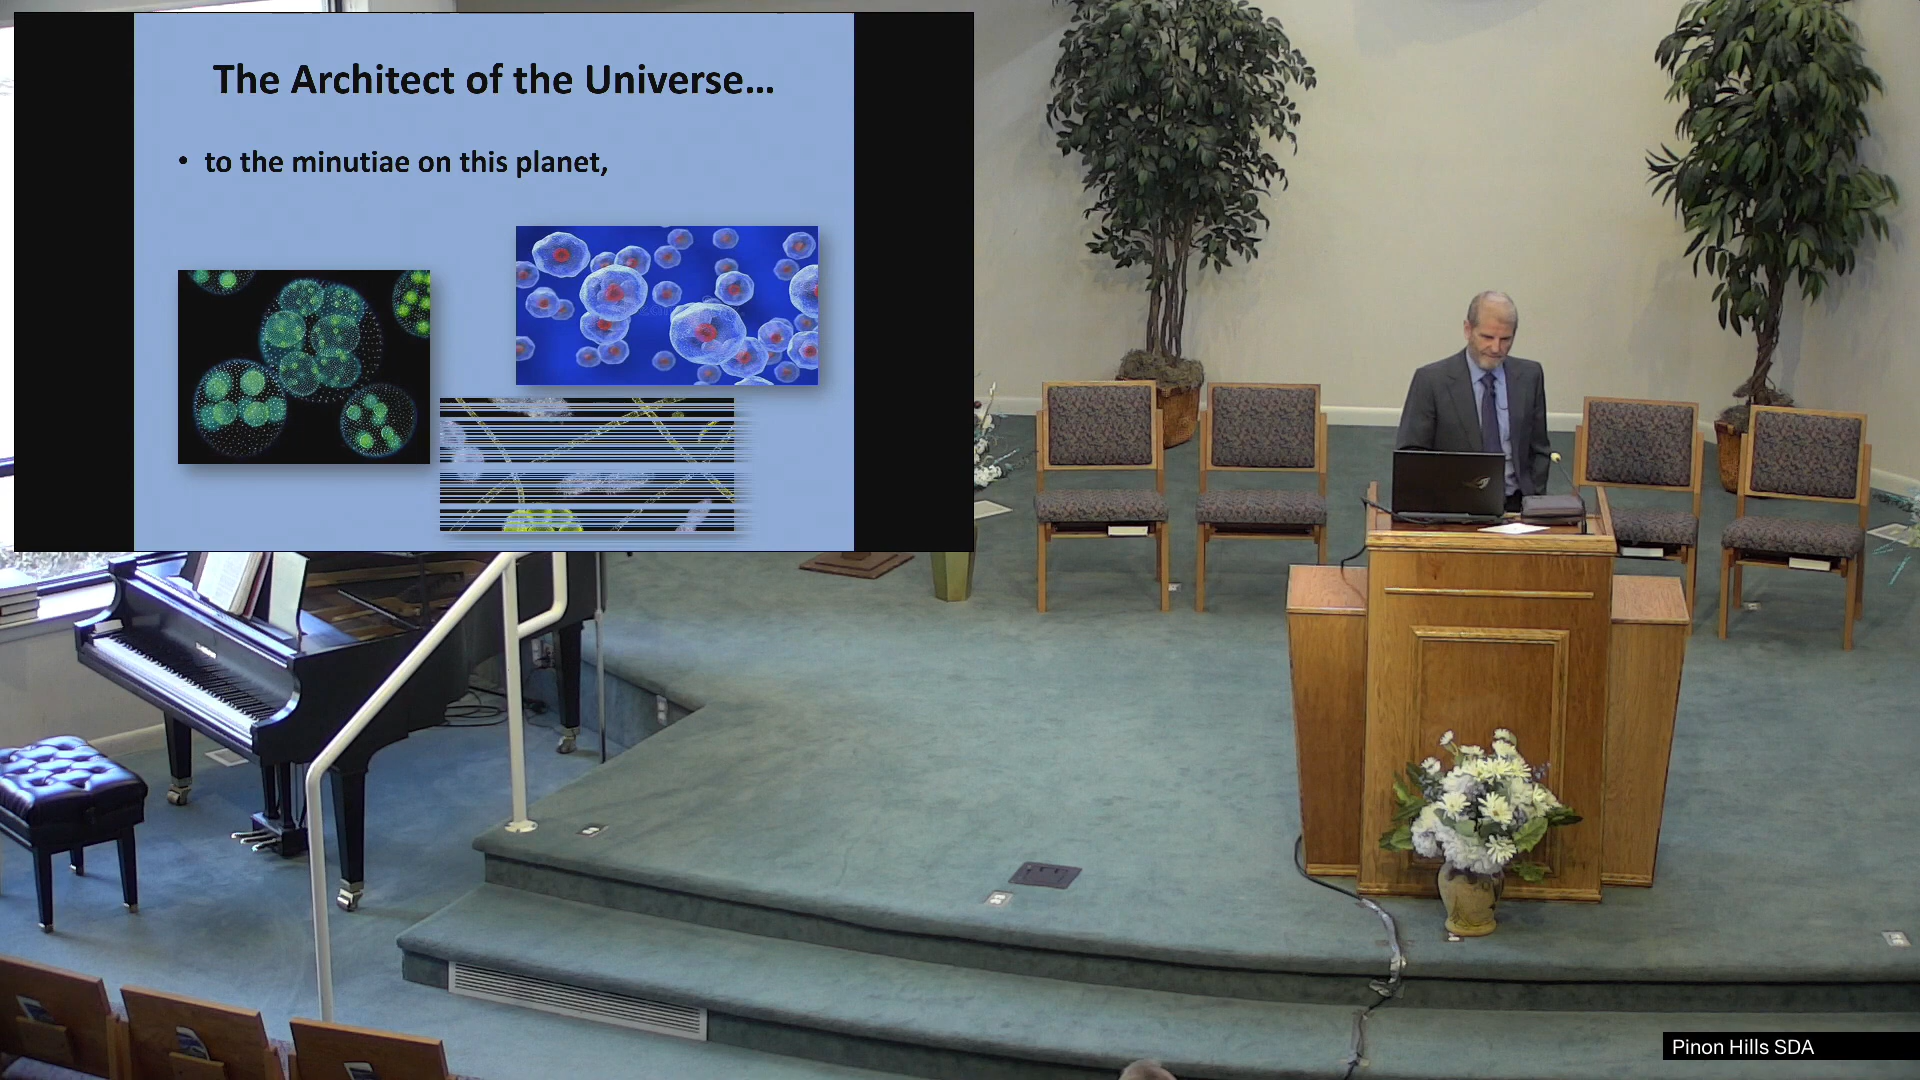 The Architect of the Universe...
• to the minutiae on this planet,
Pinon Hills SDA